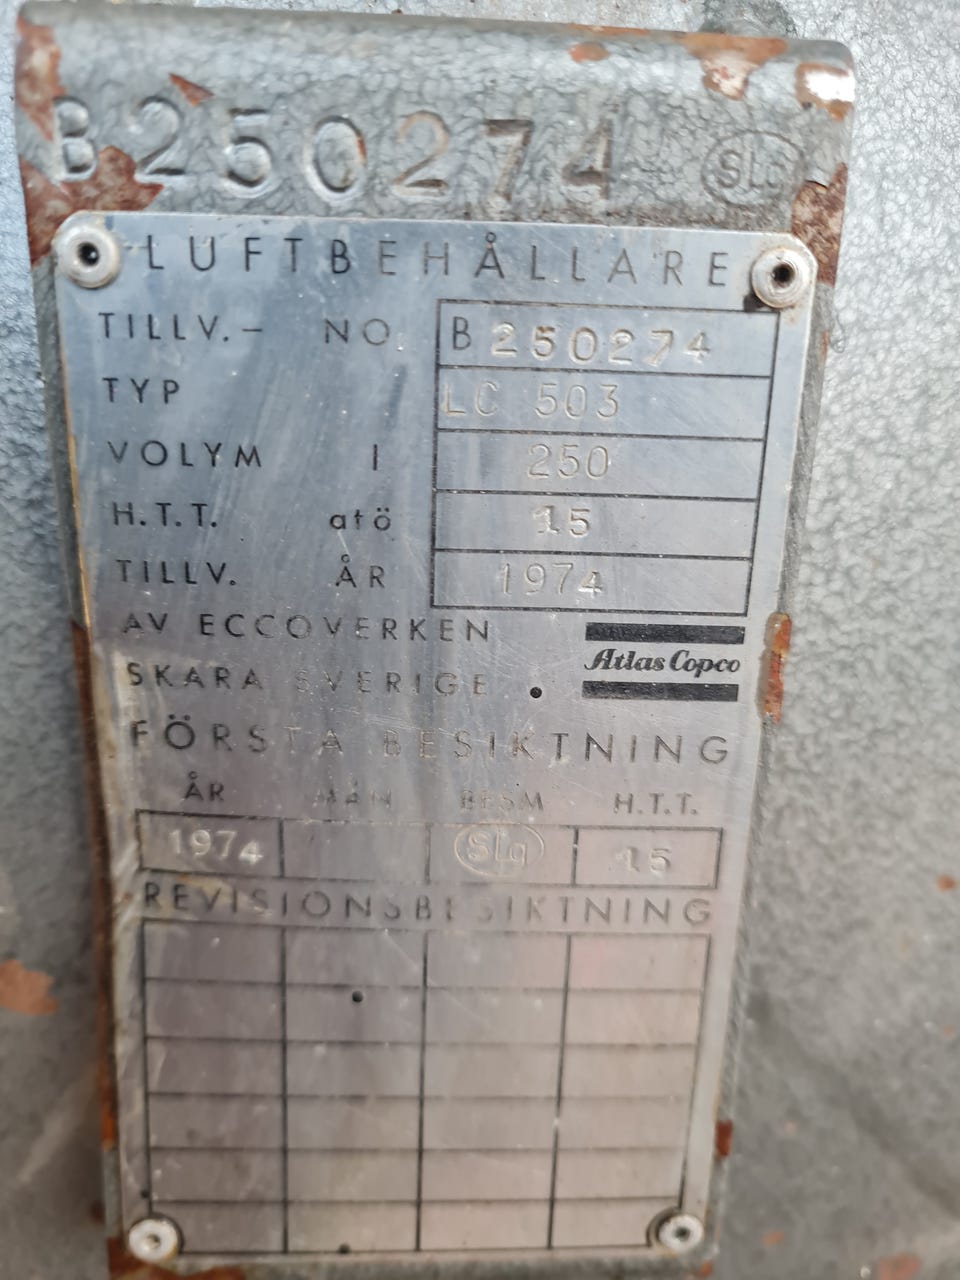 B250274 SLG
LUFTBEHÅLLARE
TILLV.- NO. B 250274
TYP LC 503
VOLYM l 250
H.T.T. atö 15
TILLV. ÅR 1974
AV ECCOVERKEN
SKARA SVERIGE
Atlas Copco
FÖRSTA BESIKTNING
ÅR MÅN BESM H.T.T.
1974 SLg 15
REVISIONSBESIKTNING